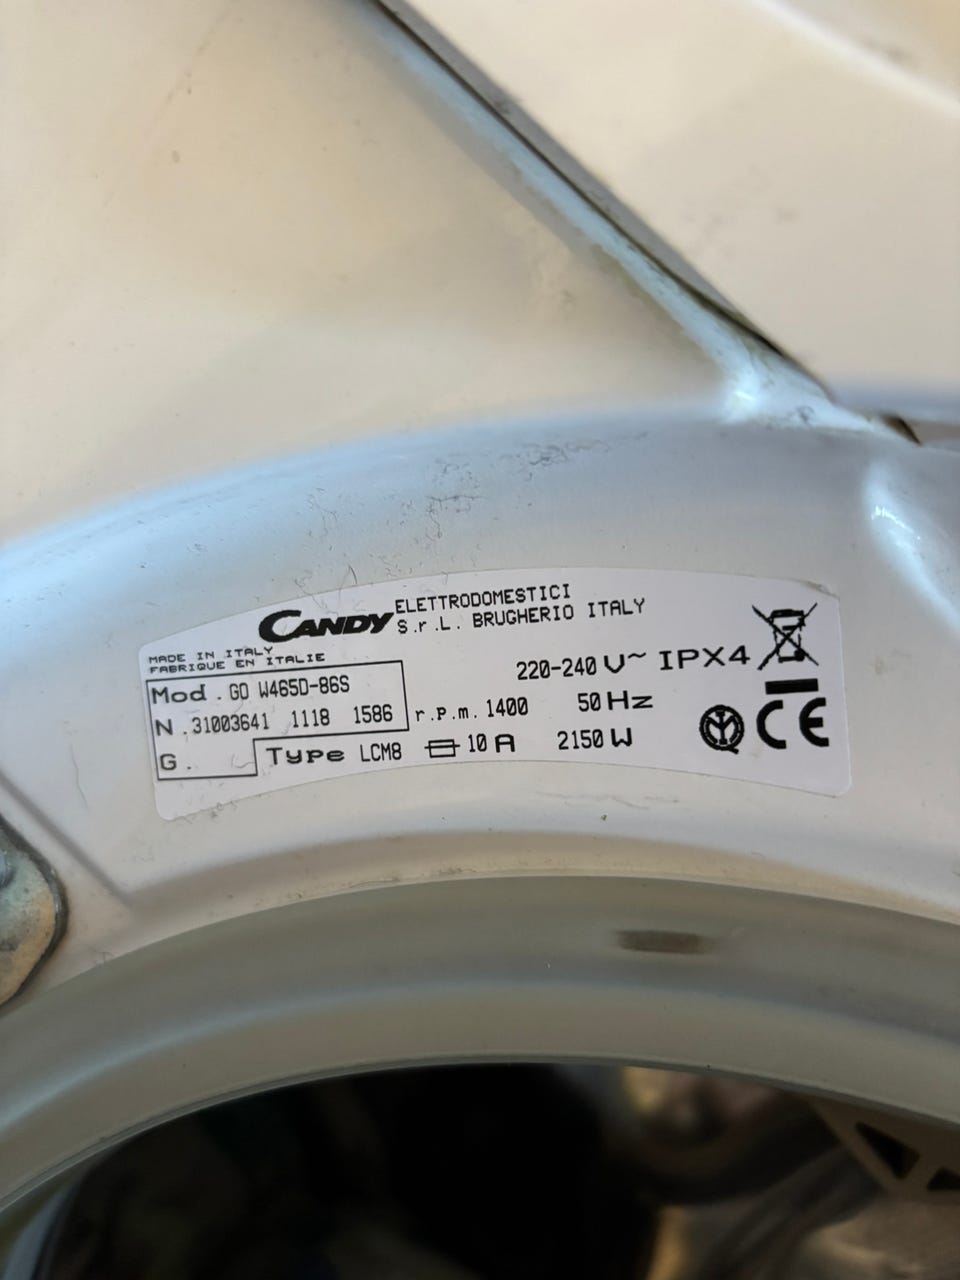 CANDY ELETTRODOMESTICI
S.r.L. BRUGHERIO ITALY
MADE IN ITALY
FABRIQUE EN ITALIE
220-240 V~ IPX4
Mod. GO W465D-86S
r.p.m. 1400 50 Hz
N. 31003641 1118 1586
G. Type LCM8 10 A 2150 W
CE